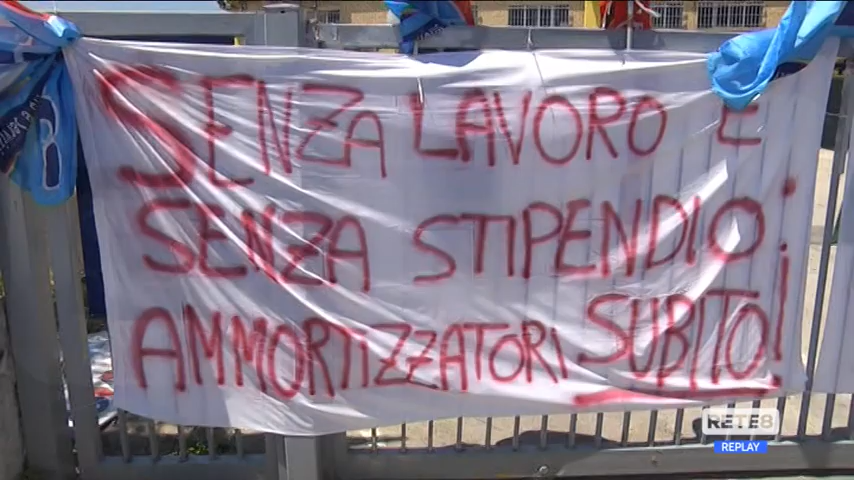 SENZA LAVORO E
SENZA STIPENDIO:
AMMORTIZZATORI SUBITO!
RETE8
REPLAY